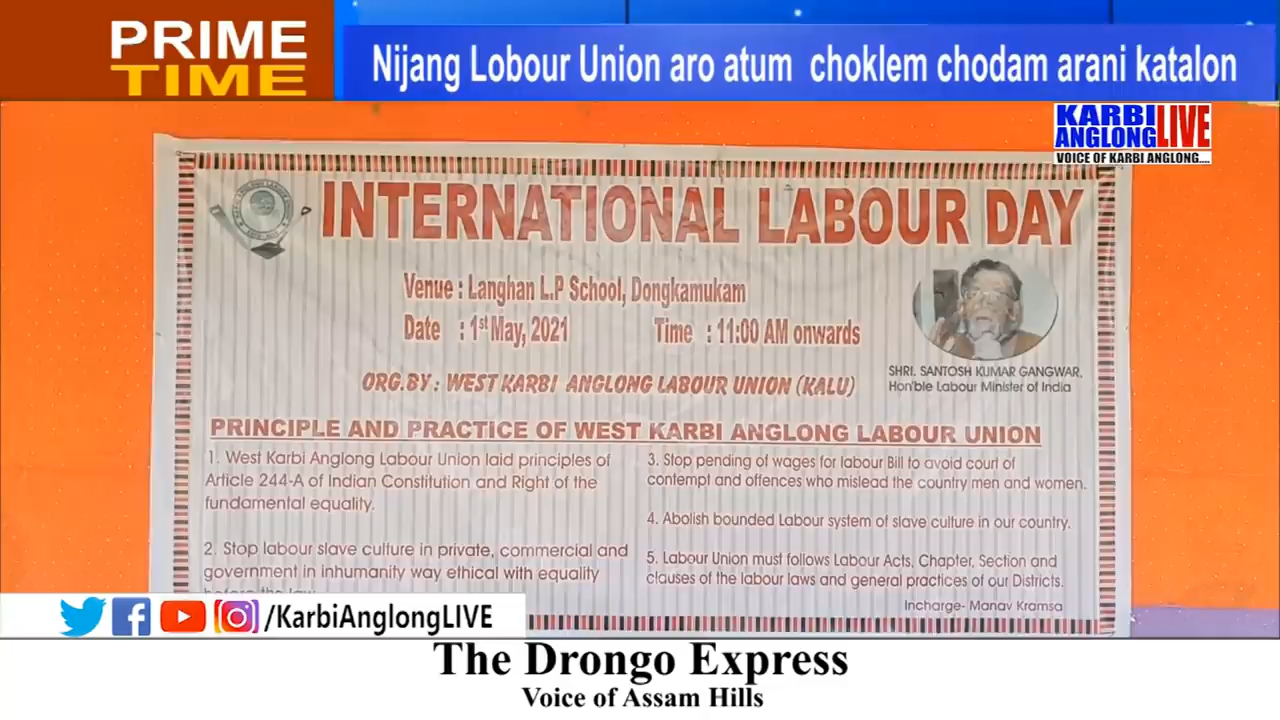 PRIME
TIME
Nijang Lobour Union aro atum choklem chodam arani katalon
KARBI
ANGLONG LIVE
VOICE OF KARBI ANGLONG....
INTERNATIONAL LABOUR DAY
Venue : Langhan L.P School, Dongkamukam
Date : 1st May, 2021 Time : 11:00 AM onwards
SHRI. SANTOSH KUMAR GANGWAR,
Hon'ble Labour Minister of India
ORG.BY : WEST KARBI ANGLONG LABOUR UNION (KALU)
PRINCIPLE AND PRACTICE OF WEST KARBI ANGLONG LABOUR UNION
1. West Karbi Anglong Labour Union laid principles of
Article 244-A of Indian Constitution and Right of the
fundamental equality.
2. Stop labour slave culture in private, commercial and
government in inhumanity way ethical with equality
3. Stop pending of wages for labour Bill to avoid court of
contempt and offences who mislead the country men and women.
4. Abolish bounded Labour system of slave culture in our country.
5. Labour Union must follows Labour Acts, Chapter, Section and
clauses of the labour laws and general practices of our Districts.
Incharge- Manav Kramsa
/KarbiAnglongLIVE
The Drongo Express
Voice of Assam Hills